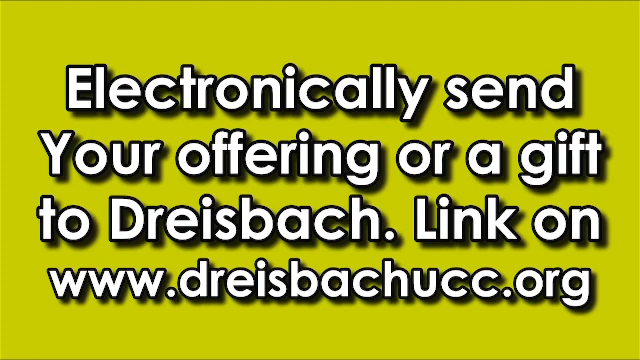 Electronically send
Your offering or a gift
to Dreisbach. Link on
www.dreisbachucc.org